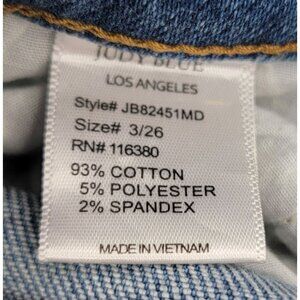 JUDY BLUE
LOS ANGELES
Style# JB82451MD
Size# 3/26
RN# 116380
93% COTTON
5% POLYESTER
2% SPANDEX
MADE IN VIETNAM